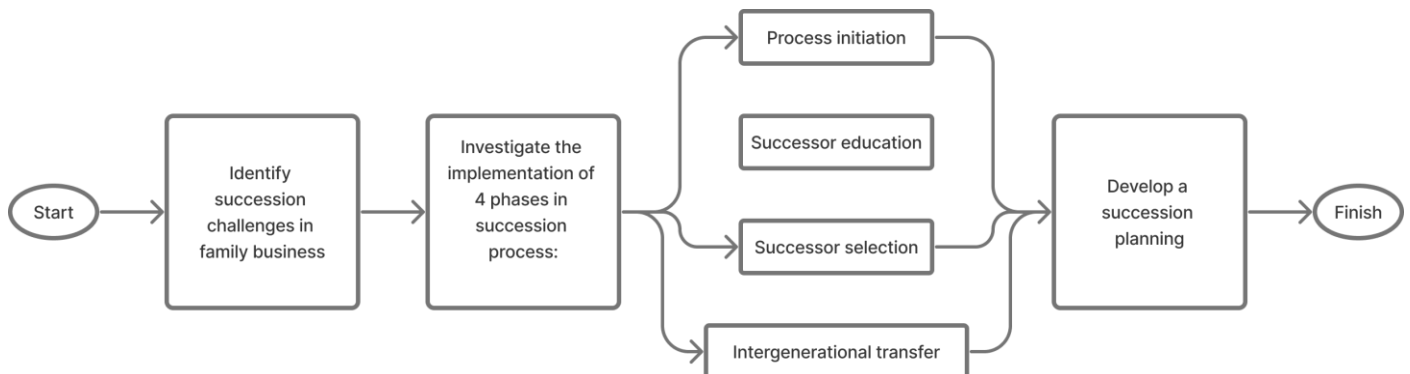 Start
Identify
succession
challenges in
family business
Investigate the
implementation of
4 phases in
succession
process:
Process initiation
Successor education
Successor selection
Intergenerational transfer
Develop a
succession
planning
Finish